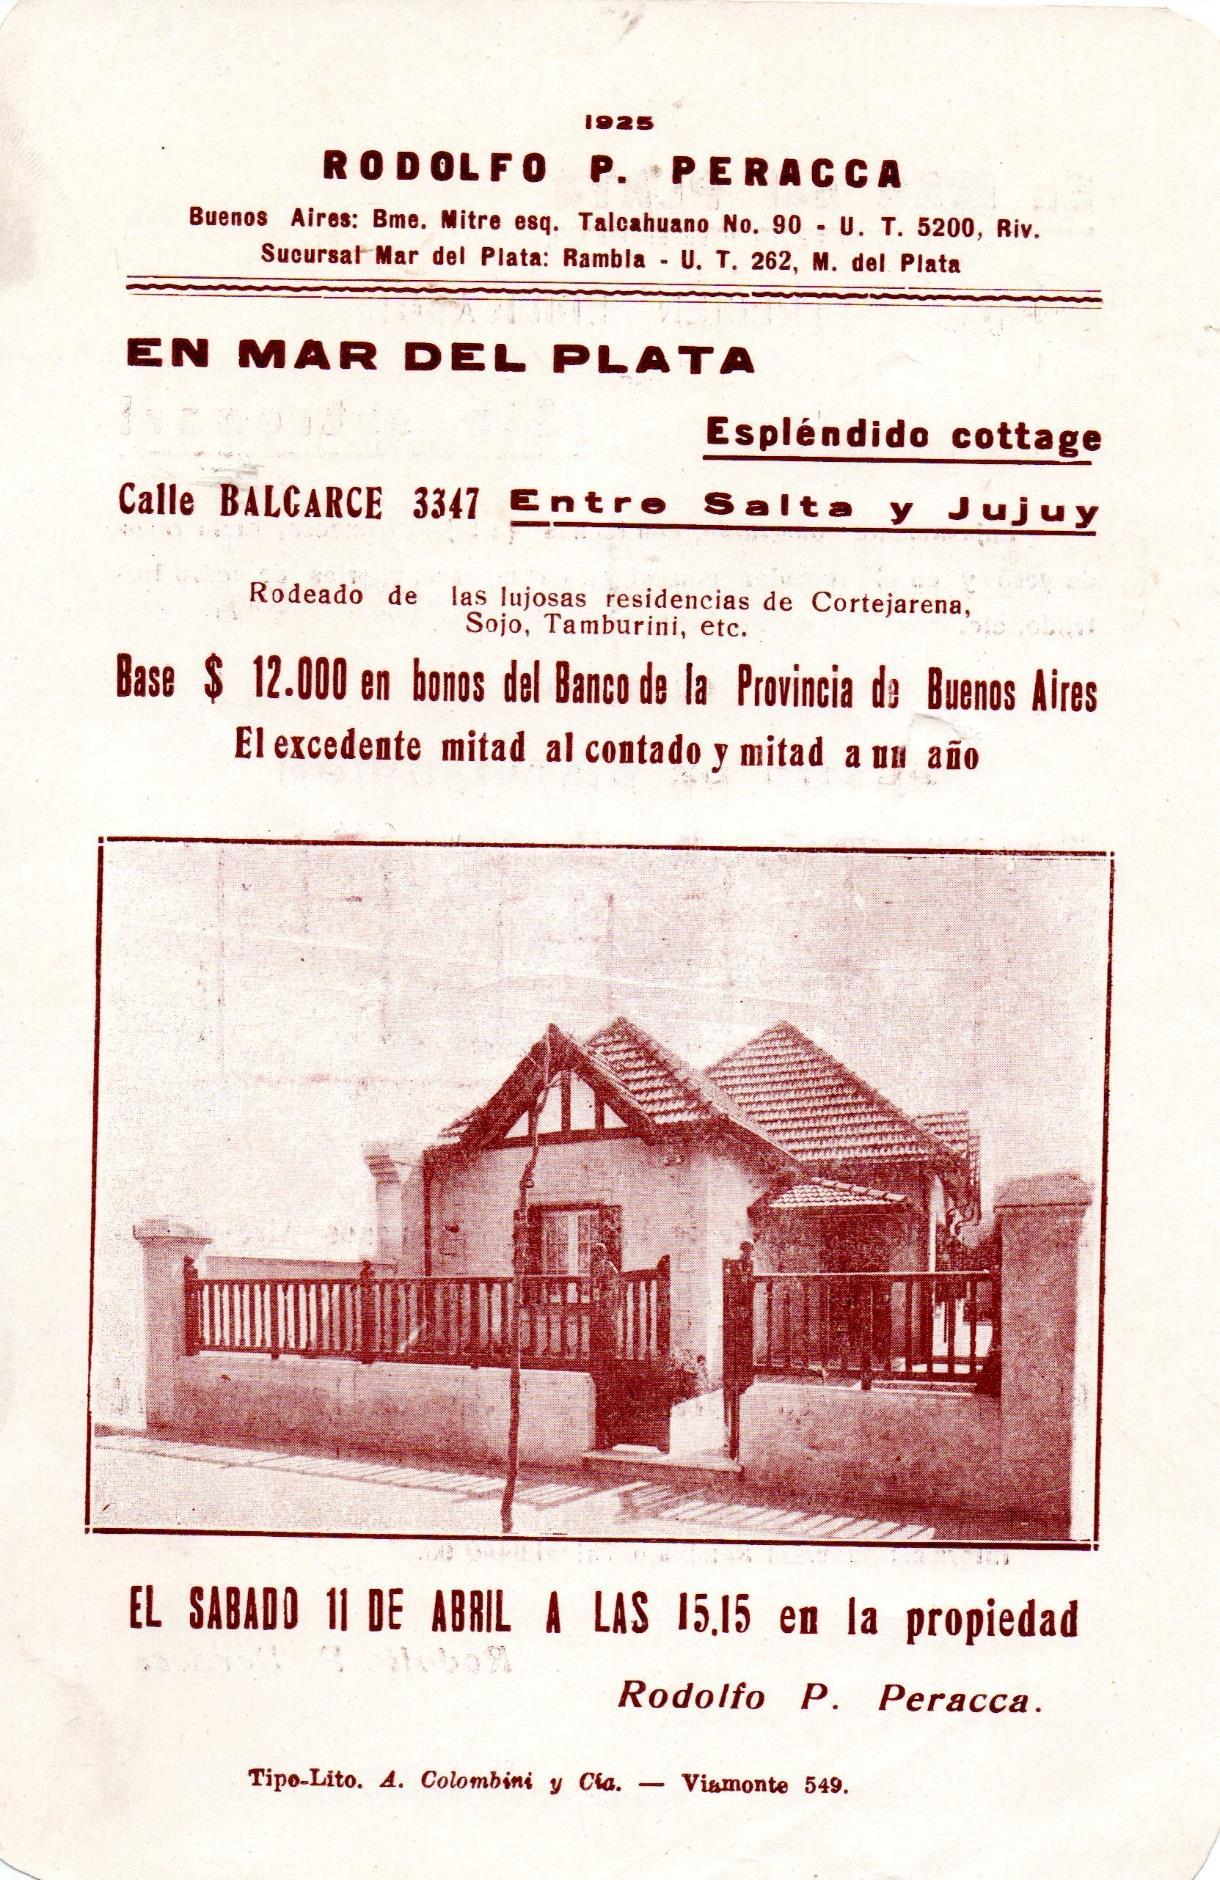 1925
RODOLFO P. PERACCA
Buenos Aires: Bme. Mitre esq. Talcahuano No. 90 - U. T. 5200, Riv.
Sucursal Mar del Plata: Rambla - U. T. 262, M. del Plata
EN MAR DEL PLATA
Espléndido cottage
Calle BALCARCE 3347 Entre Salta y Jujuy
Rodeado de las lujosas residencias de Cortejarena,
Sojo, Tamburini, etc.
Base $ 12.000 en bonos del Banco de la Provincia de Buenos Aires
El excedente mitad al contado y mitad a un año
EL SABADO 11 DE ABRIL A LAS 15.15 en la propiedad
Rodolfo P. Peracca.
Tipo-Lito. A. Colombini y Cía. — Viamonte 549.